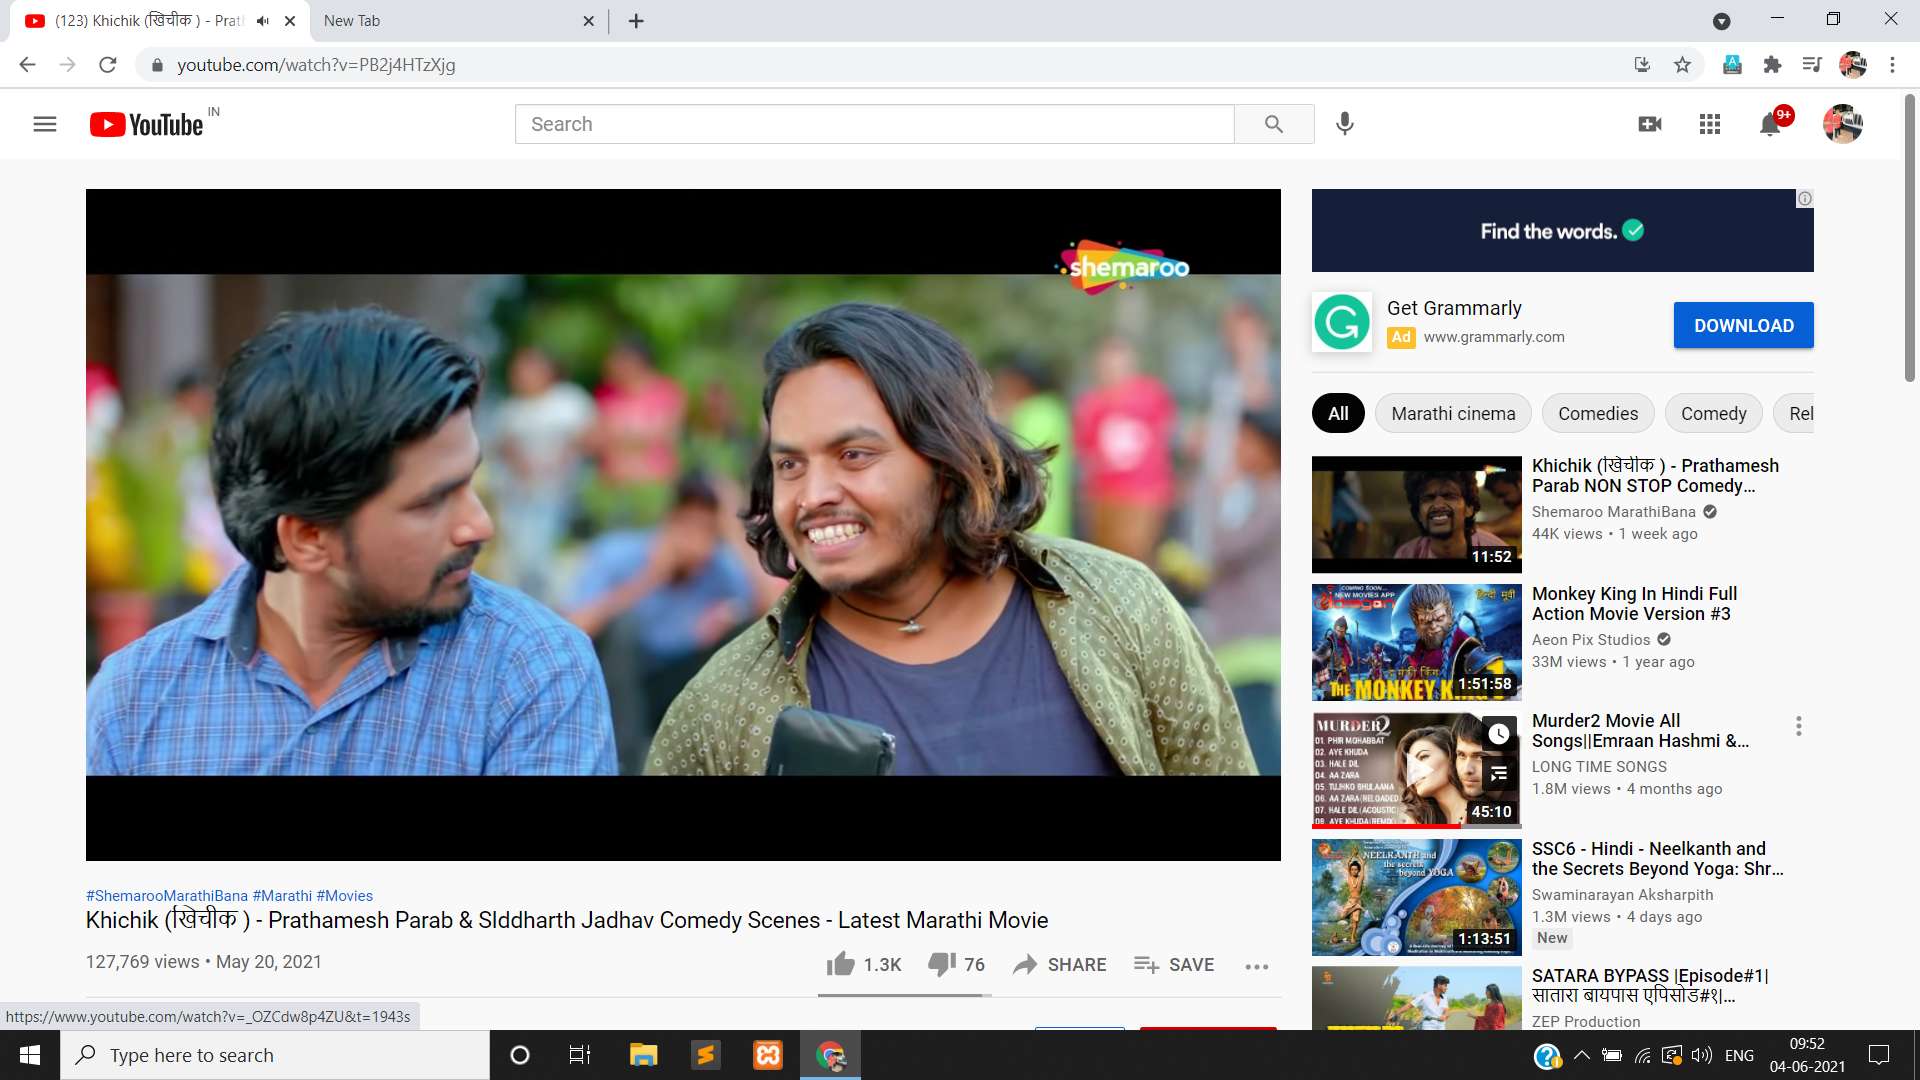 (123) Khichik (खिचीक ) - Prat
New Tab
youtube.com/watch?v=PB2j4HTzXjg
YouTube IN
Search
9+
shemaroo
Find the words.
Get Grammarly
Ad www.grammarly.com
DOWNLOAD
All Marathi cinema Comedies Comedy Rel
Khichik (खिचीक ) - Prathamesh
Parab NON STOP Comedy...
Shemaroo MarathiBana
44K views • 1 week ago
11:52
COMING SOON...
NEW MOVIES APP
हिन्दी मूवी
THE MONKEY K
1:51:58
Monkey King In Hindi Full
Action Movie Version #3
Aeon Pix Studios
33M views • 1 year ago
MURDER2
01. PHIR MOHABBAT
02. AYE KHUDA
03. HALE DIL
04. AA ZARA
05. TUJHKO BHULAANA
06. AA ZARA(RELOADED)
07. HALE DIL(ACOUSTIC)
08. AYE KHUDA(REMIX)
45:10
Murder2 Movie All
Songs||Emraan Hashmi &...
LONG TIME SONGS
1.8M views • 4 months ago
NEELKANTH and
the secrets
beyond YOGA
1:13:51
SSC6 - Hindi - Neelkanth and
the Secrets Beyond Yoga: Shr...
Swaminarayan Aksharpith
1.3M views • 4 days ago
New
SATARA BYPASS |Episode#1|
सातारा बायपास एपिसोड#१|...
ZEP Production
#ShemarooMarathiBana #Marathi #Movies
Khichik (खिचीक ) - Prathamesh Parab & SIddharth Jadhav Comedy Scenes - Latest Marathi Movie
127,769 views • May 20, 2021
1.3K 76 SHARE SAVE
https://www.youtube.com/watch?v=_OZCdw8p4ZU&t=1943s
Type here to search
ENG
09:52
04-06-2021